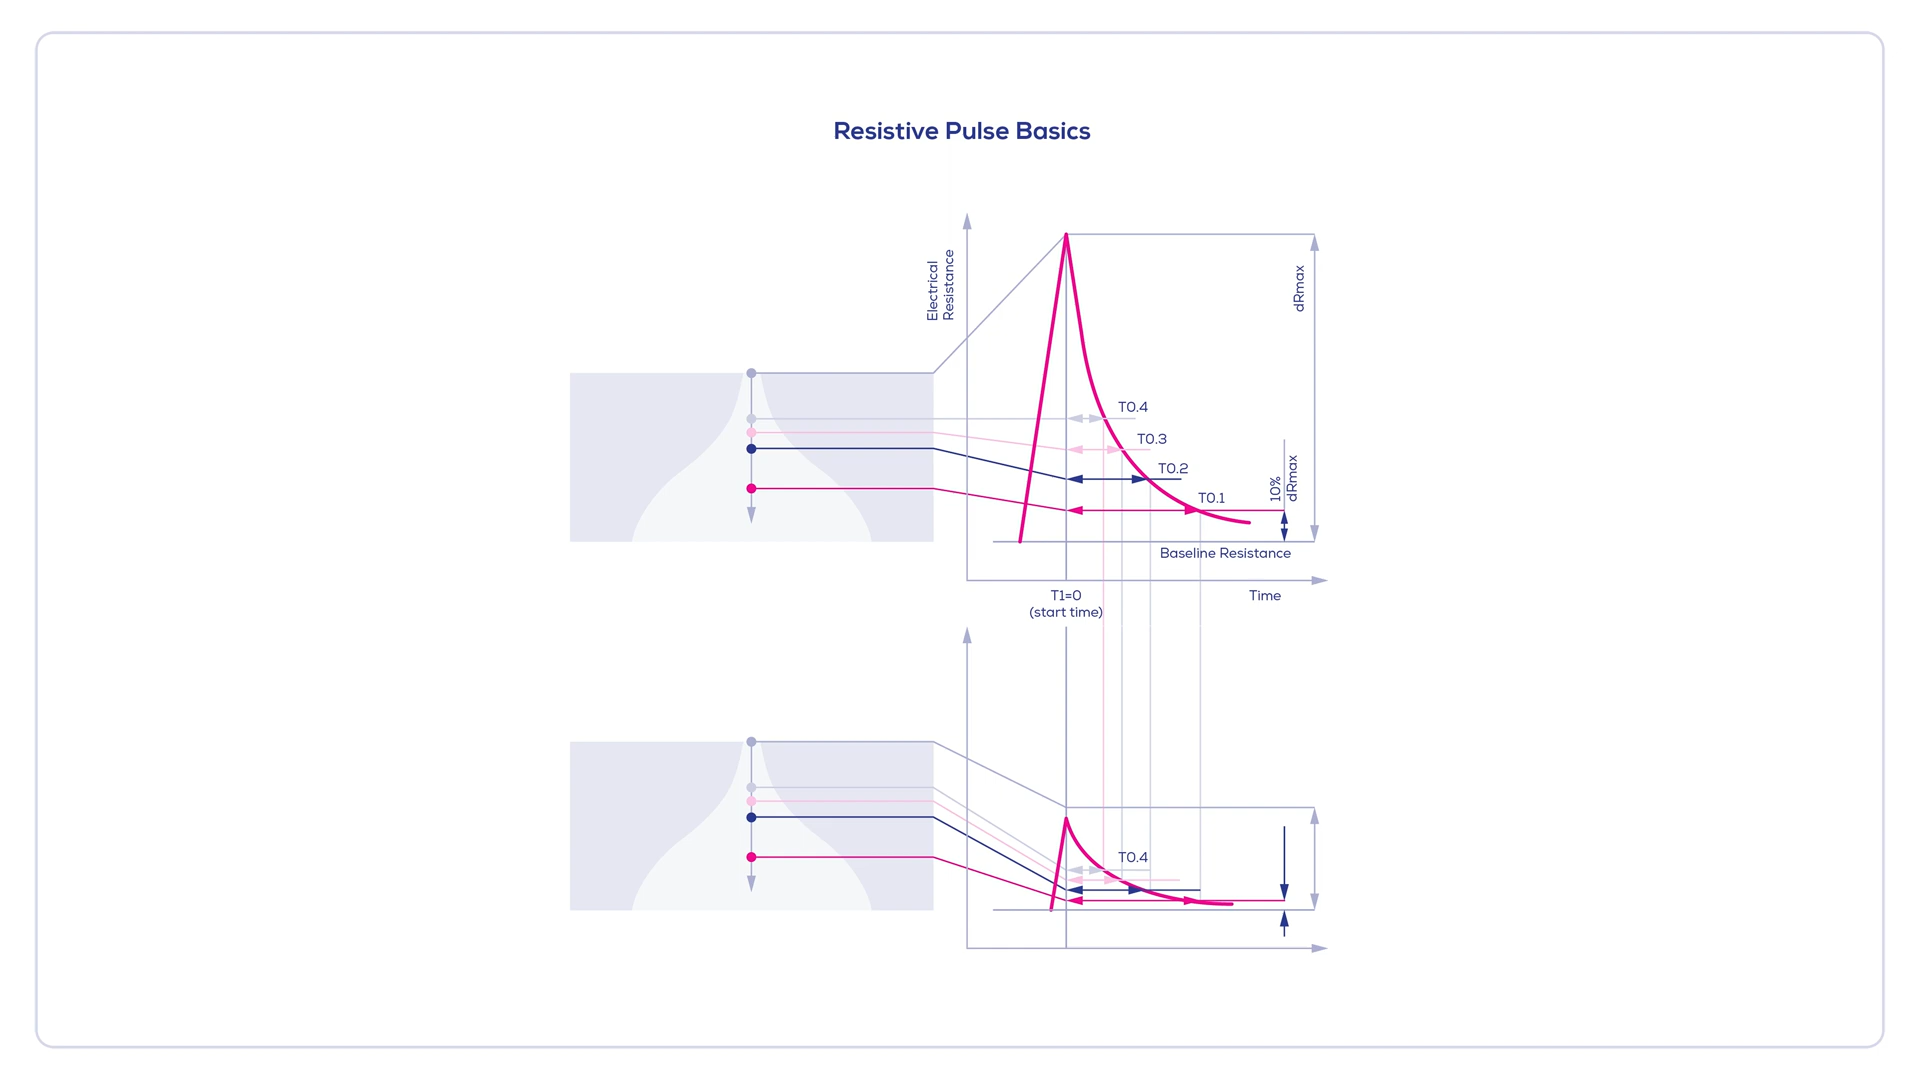 Resistive Pulse Basics
Electrical
Resistance
dRmax
T0.4
T0.3
T0.2
T0.1
10%
dRmax
Baseline Resistance
T1=0
(start time)
Time
T0.4